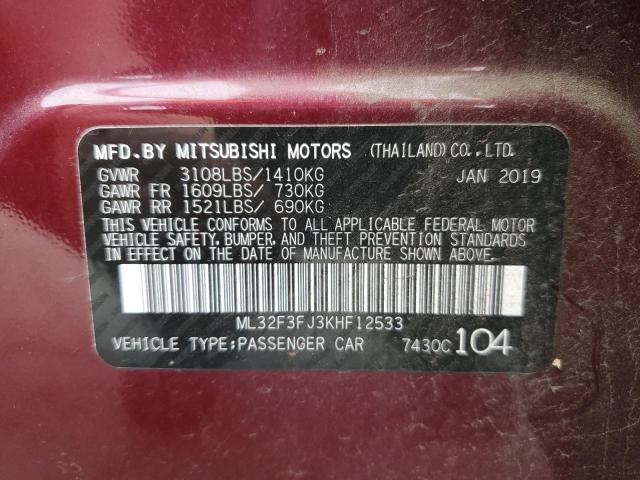 MFD.BY MITSUBISHI MOTORS (THAILAND)CO.,LTD.
GVWR 3108LBS/1410KG JAN 2019
GAWR FR 1609LBS/ 730KG
GAWR RR 1521LBS/ 690KG
THIS VEHICLE CONFORMS TO ALL APPLICABLE FEDERAL MOTOR
VEHICLE SAFETY, BUMPER, AND THEFT PREVENTION STANDARDS
IN EFFECT ON THE DATE OF MANUFACTURE SHOWN ABOVE.
ML32F3FJ3KHF12533
VEHICLE TYPE:PASSENGER CAR 7430C104